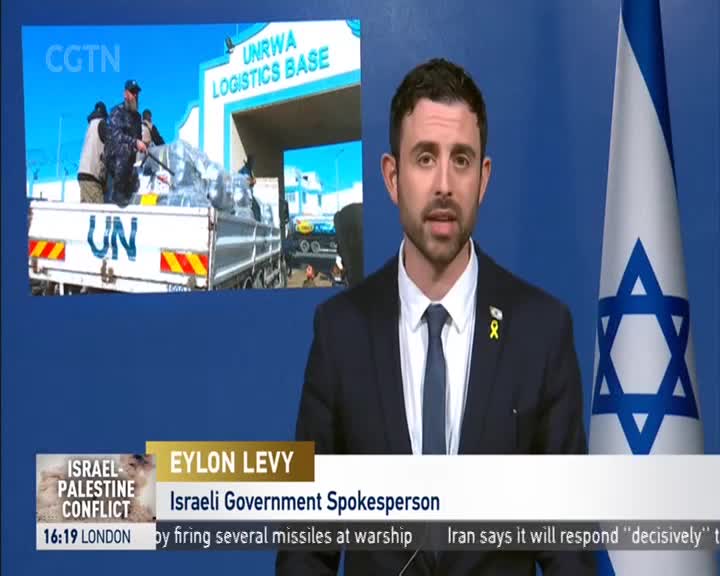 CGTN
UNRWA
LOGISTICS BASE
UN
EYLON LEVY
Israeli Government Spokesperson
ISRAEL-
PALESTINE
CONFLICT
16:19 LONDON
by firing several missiles at warship Iran says it will respond "decisively" t